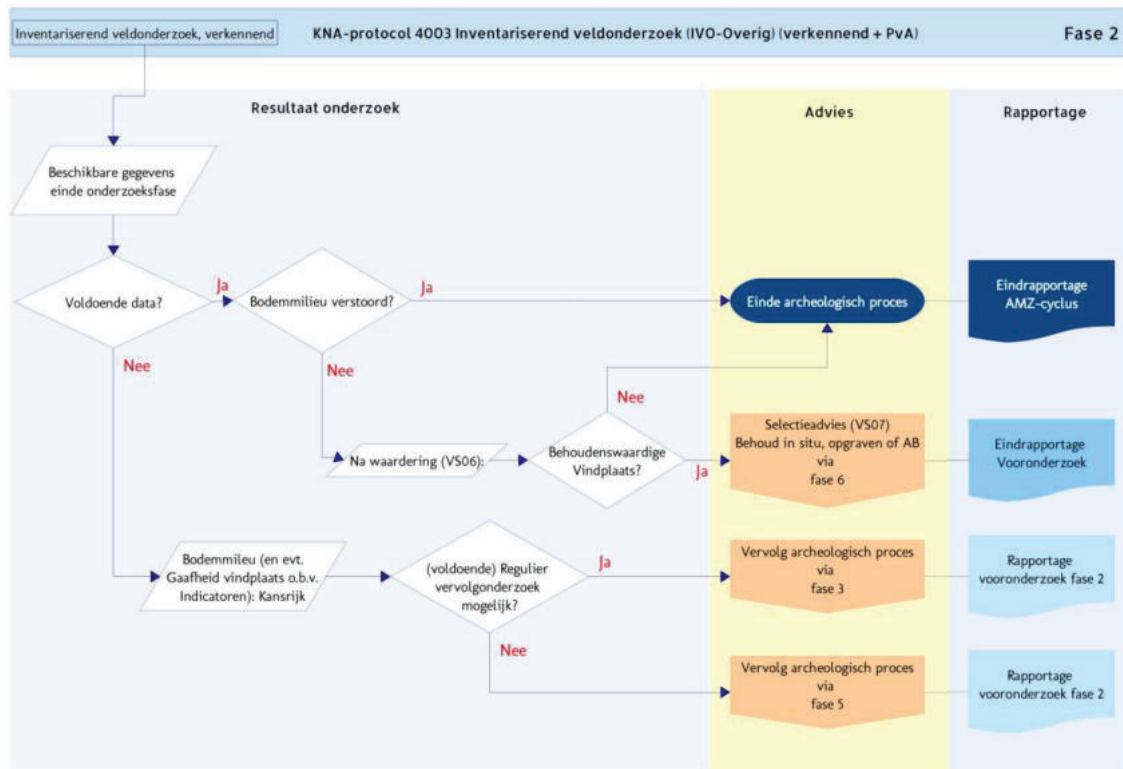 Inventariserend veldonderzoek, verkennend
KNA-protocol 4003 Inventariserend veldonderzoek (IVO-Overig) (verkennend + PvA)
Fase 2
Resultaat onderzoek
Advies
Rapportage
Beschikbare gegevens
einde onderzoeksfase
Voldoende data?
Ja
Bodemmilieu verstoord?
Ja
Einde archeologisch proces
Eindrapportage
AMZ-cyclus
Nee
Nee
Nee
Na waardering (VS06):
Behoudenswaardige
Vindplaats?
Ja
Selectieadvies (VS07)
Behoud in situ, opgraven of AB
via
fase 6
Eindrapportage
Vooronderzoek
Bodemmileu (en evt.
Gaafheid vindplaats o.b.v.
Indicatoren): Kansrijk
(voldoende) Regulier
vervolgonderzoek
mogelijk?
Ja
Vervolg archeologisch proces
via
fase 3
Rapportage
vooronderzoek fase 2
Nee
Vervolg archeologisch proces
via
fase 5
Rapportage
vooronderzoek fase 2